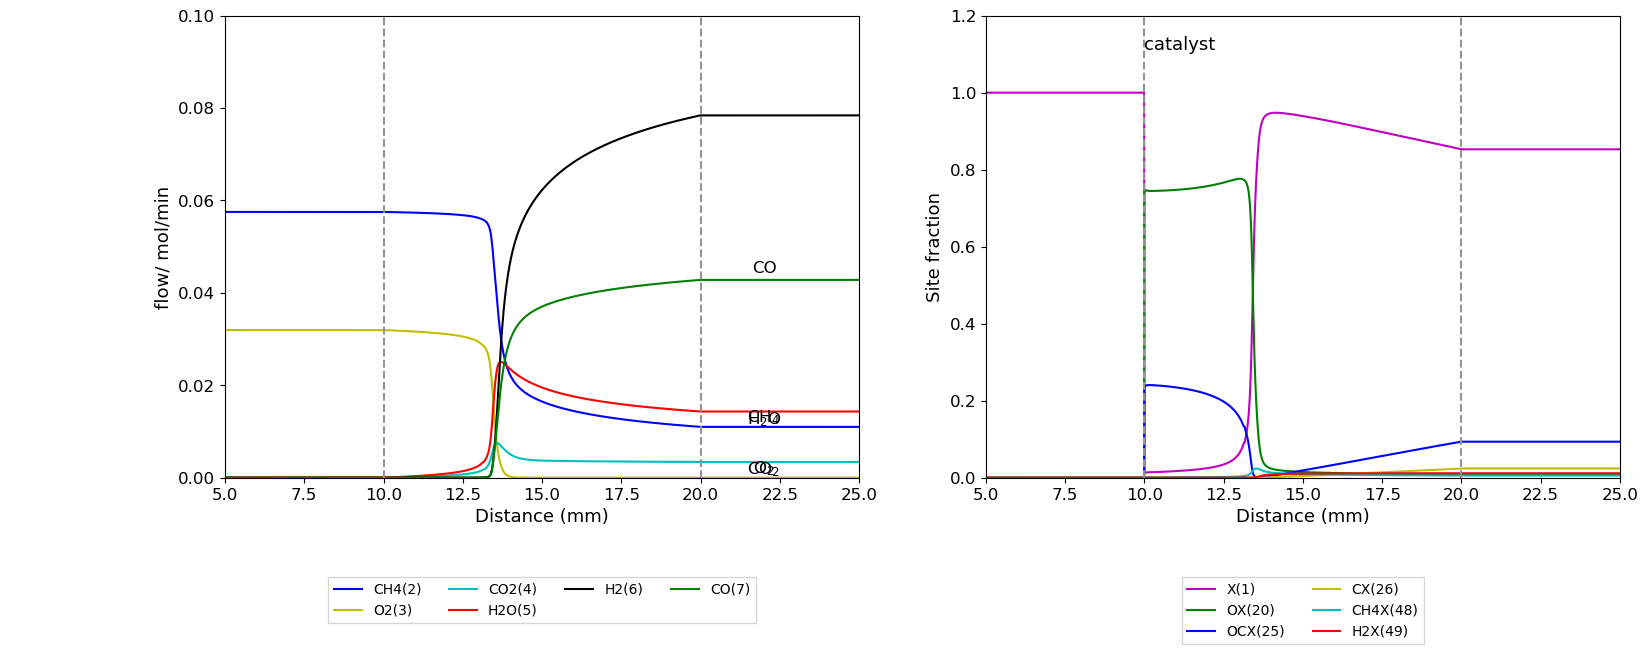 0.10
0.08
0.06
0.04
0.02
0.00
flow/ mol/min
CO
CH4
H2O
O2
CO2
5.0 7.5 10.0 12.5 15.0 17.5 20.0 22.5 25.0
Distance (mm)
CH4(2) CO2(4) H2(6) CO(7)
O2(3) H2O(5)
1.2
1.0
0.8
0.6
0.4
0.2
0.0
Site fraction
catalyst
5.0 7.5 10.0 12.5 15.0 17.5 20.0 22.5 25.0
Distance (mm)
X(1) CX(26)
OX(20) CH4X(48)
OCX(25) H2X(49)